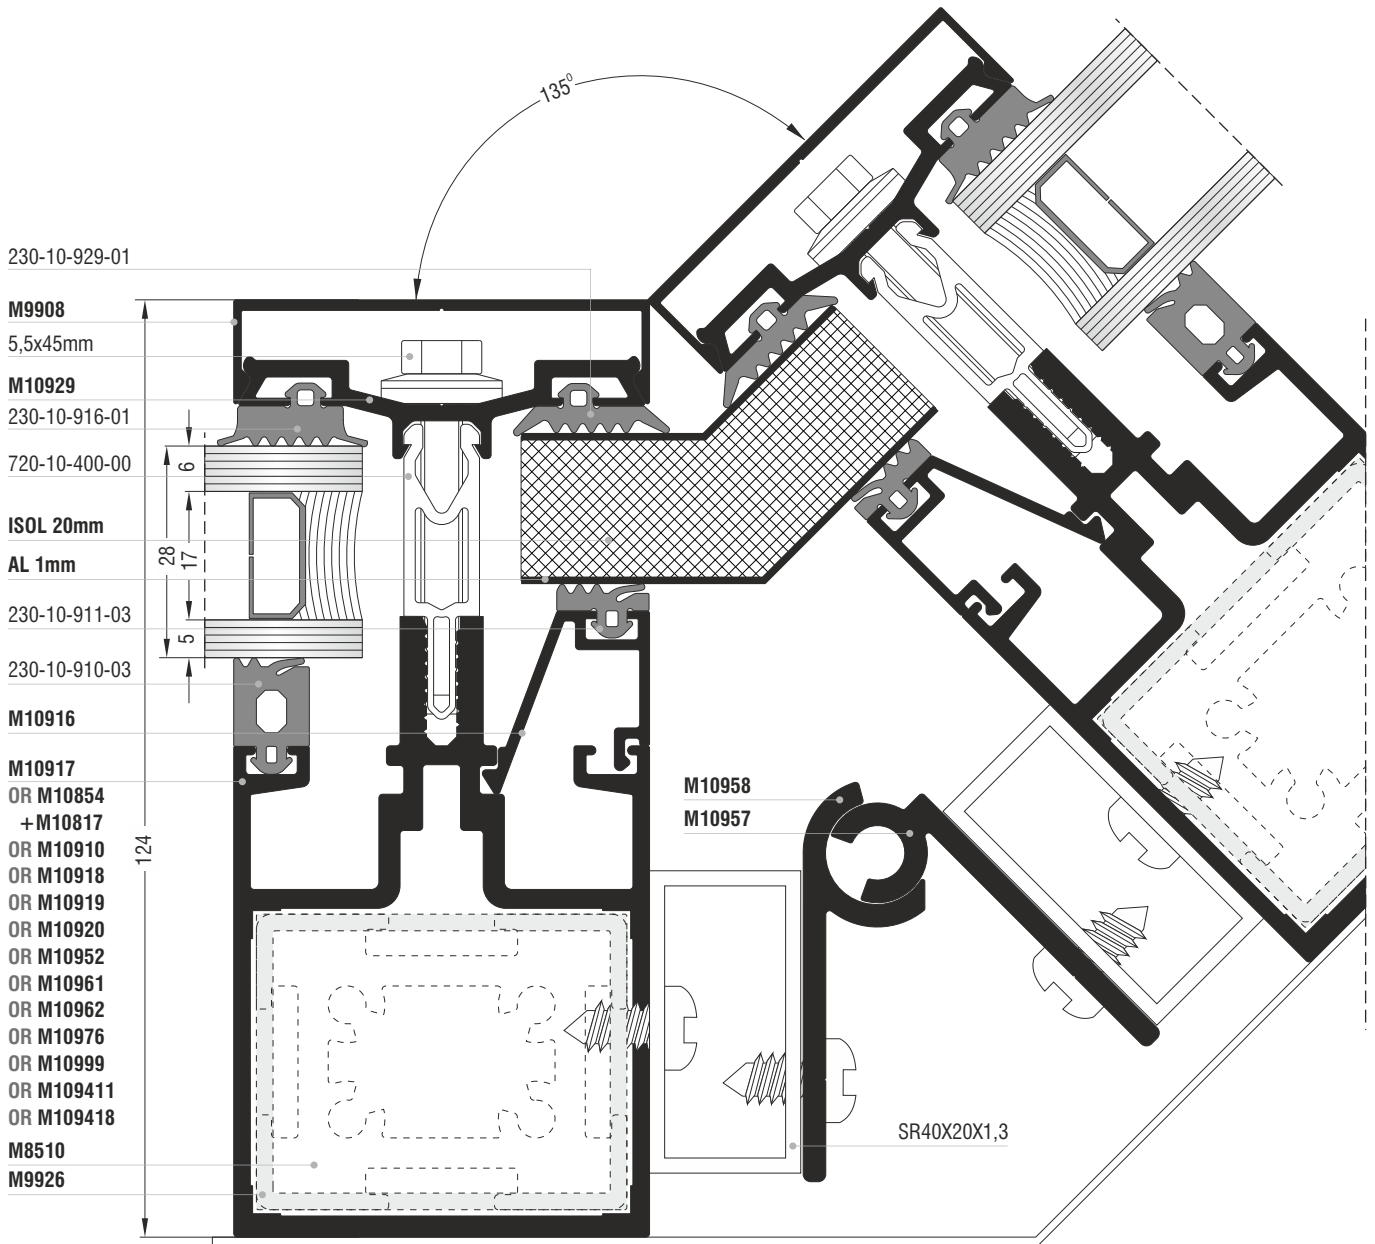 135⁰
230-10-929-01
M9908
5,5x45mm
M10929
230-10-916-01
720-10-400-00
6
ISOL 20mm
28
17
AL 1mm
230-10-911-03
5
230-10-910-03
M10916
M10917
OR M10854
+M10817
OR M10910
OR M10918
OR M10919
OR M10920
OR M10952
OR M10961
OR M10962
OR M10976
OR M10999
OR M109411
OR M109418
M8510
M9926
124
M10958
M10957
SR40X20X1,3